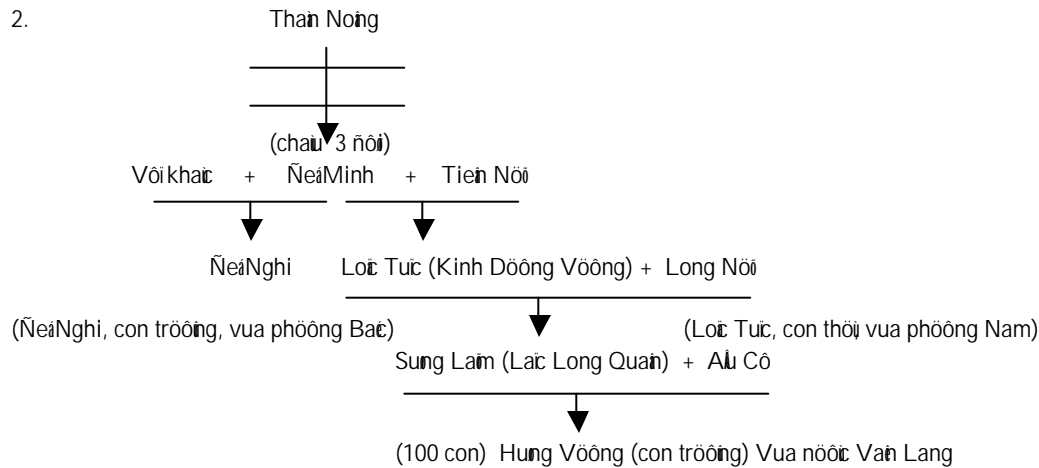 2. Thaàn Noâng
(chaùu 3 ñôøi)
Vôï khaùc + Ñeá Minh + Tieân Nöõ
Ñeá Nghi Loäc Tuïc (Kinh Döông Vöông) + Long Nöõ
(Ñeá Nghi, con tröôûng, vua phöông Baéc) (Loäc Tuïc, con thöù, vua phöông Nam)
Suøng Laõm (Laïc Long Quaân) + AÂu Cô
(100 con) Huøng Vöông (con tröôûng) Vua nöôùc Vaên Lang